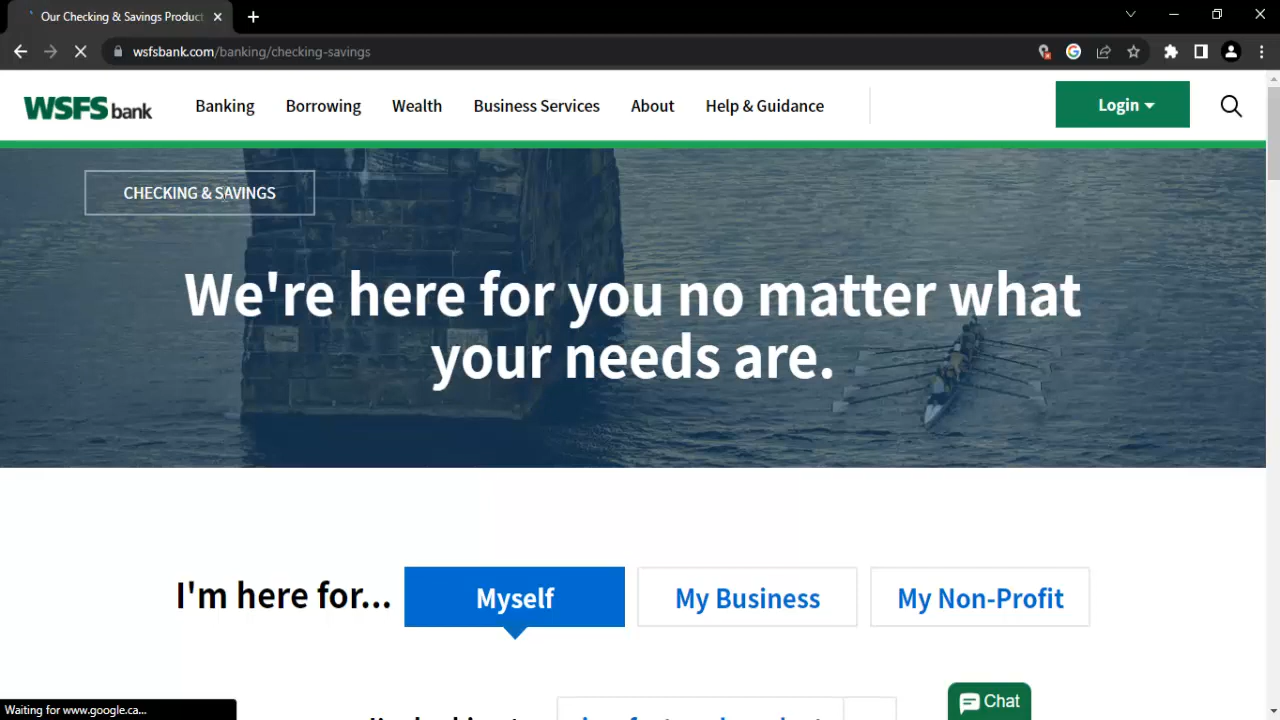 Our Checking & Savings Product
wsfsbank.com/banking/checking-savings
WSFS bank
Banking
Borrowing
Wealth
Business Services
About
Help & Guidance
Login
CHECKING & SAVINGS
We're here for you no matter what
your needs are.
I'm here for...
Myself
My Business
My Non-Profit
Chat
Waiting for www.google.ca...